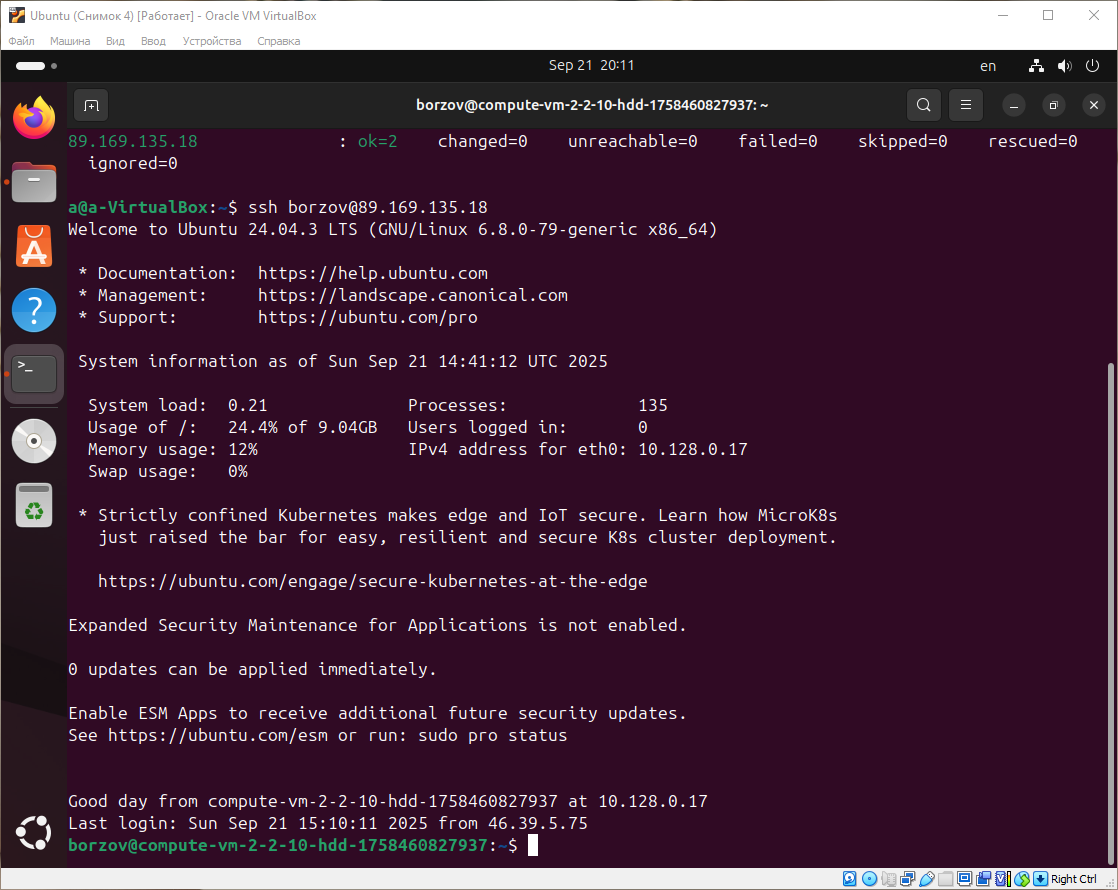 Ubuntu (Снимок 4) [Работает] - Oracle VM VirtualBox
Файл Машина Вид Ввод Устройства Справка
Sep 21 20:11
en
borzov@compute-vm-2-2-10-hdd-1758460827937: ~
89.169.135.18 : ok=2 changed=0 unreachable=0 failed=0 skipped=0 rescued=0
ignored=0
a@a-VirtualBox:~$ ssh borzov@89.169.135.18
Welcome to Ubuntu 24.04.3 LTS (GNU/Linux 6.8.0-79-generic x86_64)
* Documentation: https://help.ubuntu.com
* Management: https://landscape.canonical.com
* Support: https://ubuntu.com/pro
System information as of Sun Sep 21 14:41:12 UTC 2025
System load: 0.21 Processes: 135
Usage of /: 24.4% of 9.04GB Users logged in: 0
Memory usage: 12% IPv4 address for eth0: 10.128.0.17
Swap usage: 0%
* Strictly confined Kubernetes makes edge and IoT secure. Learn how MicroK8s
just raised the bar for easy, resilient and secure K8s cluster deployment.
https://ubuntu.com/engage/secure-kubernetes-at-the-edge
Expanded Security Maintenance for Applications is not enabled.
0 updates can be applied immediately.
Enable ESM Apps to receive additional future security updates.
See https://ubuntu.com/esm or run: sudo pro status
Good day from compute-vm-2-2-10-hdd-1758460827937 at 10.128.0.17
Last login: Sun Sep 21 15:10:11 2025 from 46.39.5.75
borzov@compute-vm-2-2-10-hdd-1758460827937:~$
Right Ctrl